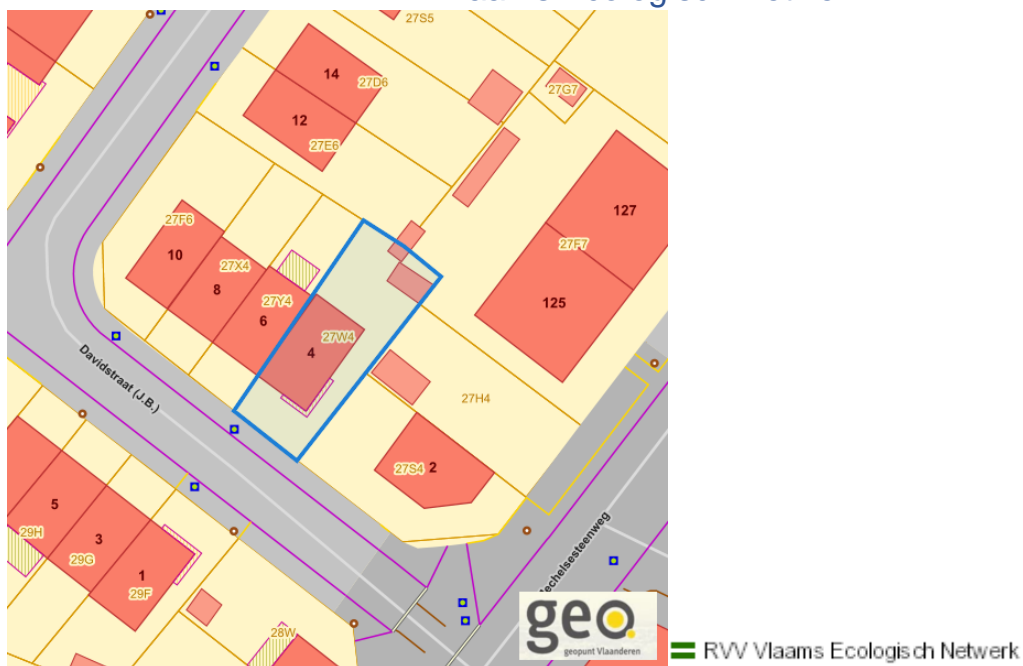 27S5
14
27D6
27G7
12
27E6
127
27F6
27F7
10
27X4
8
27Y4
125
6
27W4
4
Davidstraat (J.B.)
27H4
27S4
2
5
3
29H
29G
1
29F
28W
geo
geopunt Vlaanderen
RVV Vlaams Ecologisch Netwerk